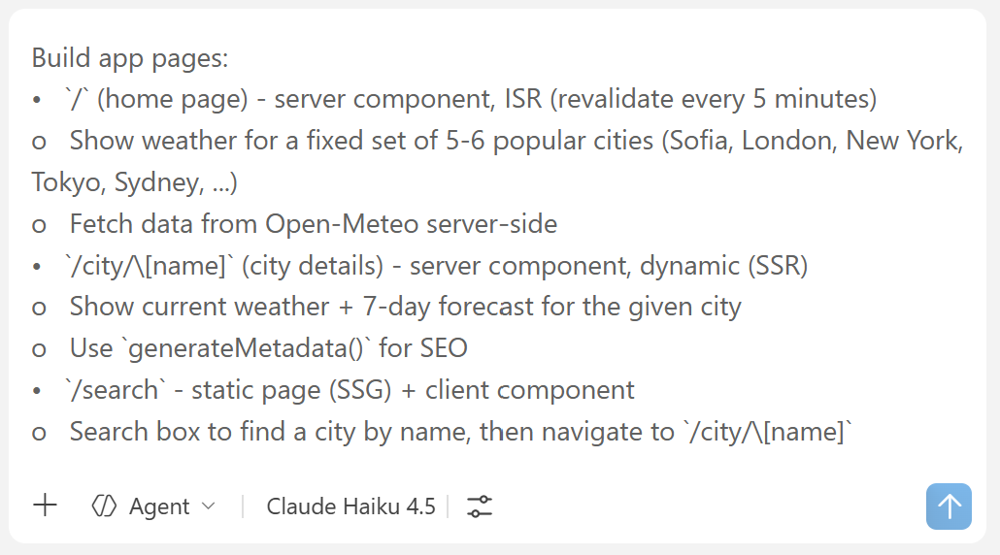 Build app pages:
• `/` (home page) - server component, ISR (revalidate every 5 minutes)
o Show weather for a fixed set of 5-6 popular cities (Sofia, London, New York,
Tokyo, Sydney, ...)
o Fetch data from Open-Meteo server-side
• `/city/\[name]` (city details) - server component, dynamic (SSR)
o Show current weather + 7-day forecast for the given city
o Use `generateMetadata()` for SEO
• `/search` - static page (SSG) + client component
o Search box to find a city by name, then navigate to `/city/\[name]`
Agent Claude Haiku 4.5